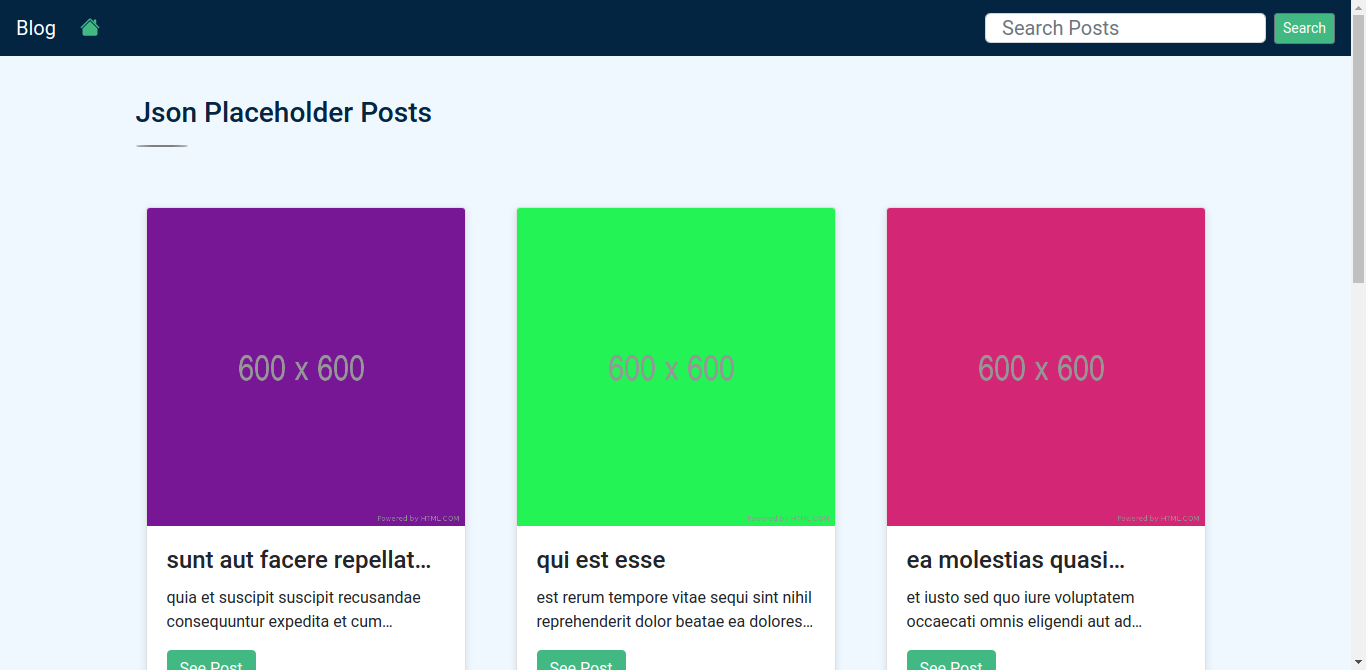 Blog
Search Posts
Search
Json Placeholder Posts
600 x 600
600 x 600
600 x 600
Powered by HTML.COM
Powered by HTML.COM
Powered by HTML.COM
sunt aut facere repellat...
qui est esse
ea molestias quasi...
quia et suscipit suscipit recusandae
consequuntur expedita et cum...
est rerum tempore vitae sequi sint nihil
reprehenderit dolor beatae ea dolores...
et iusto sed quo iure voluptatem
occaecati omnis eligendi aut ad...
See Post
See Post
See Post